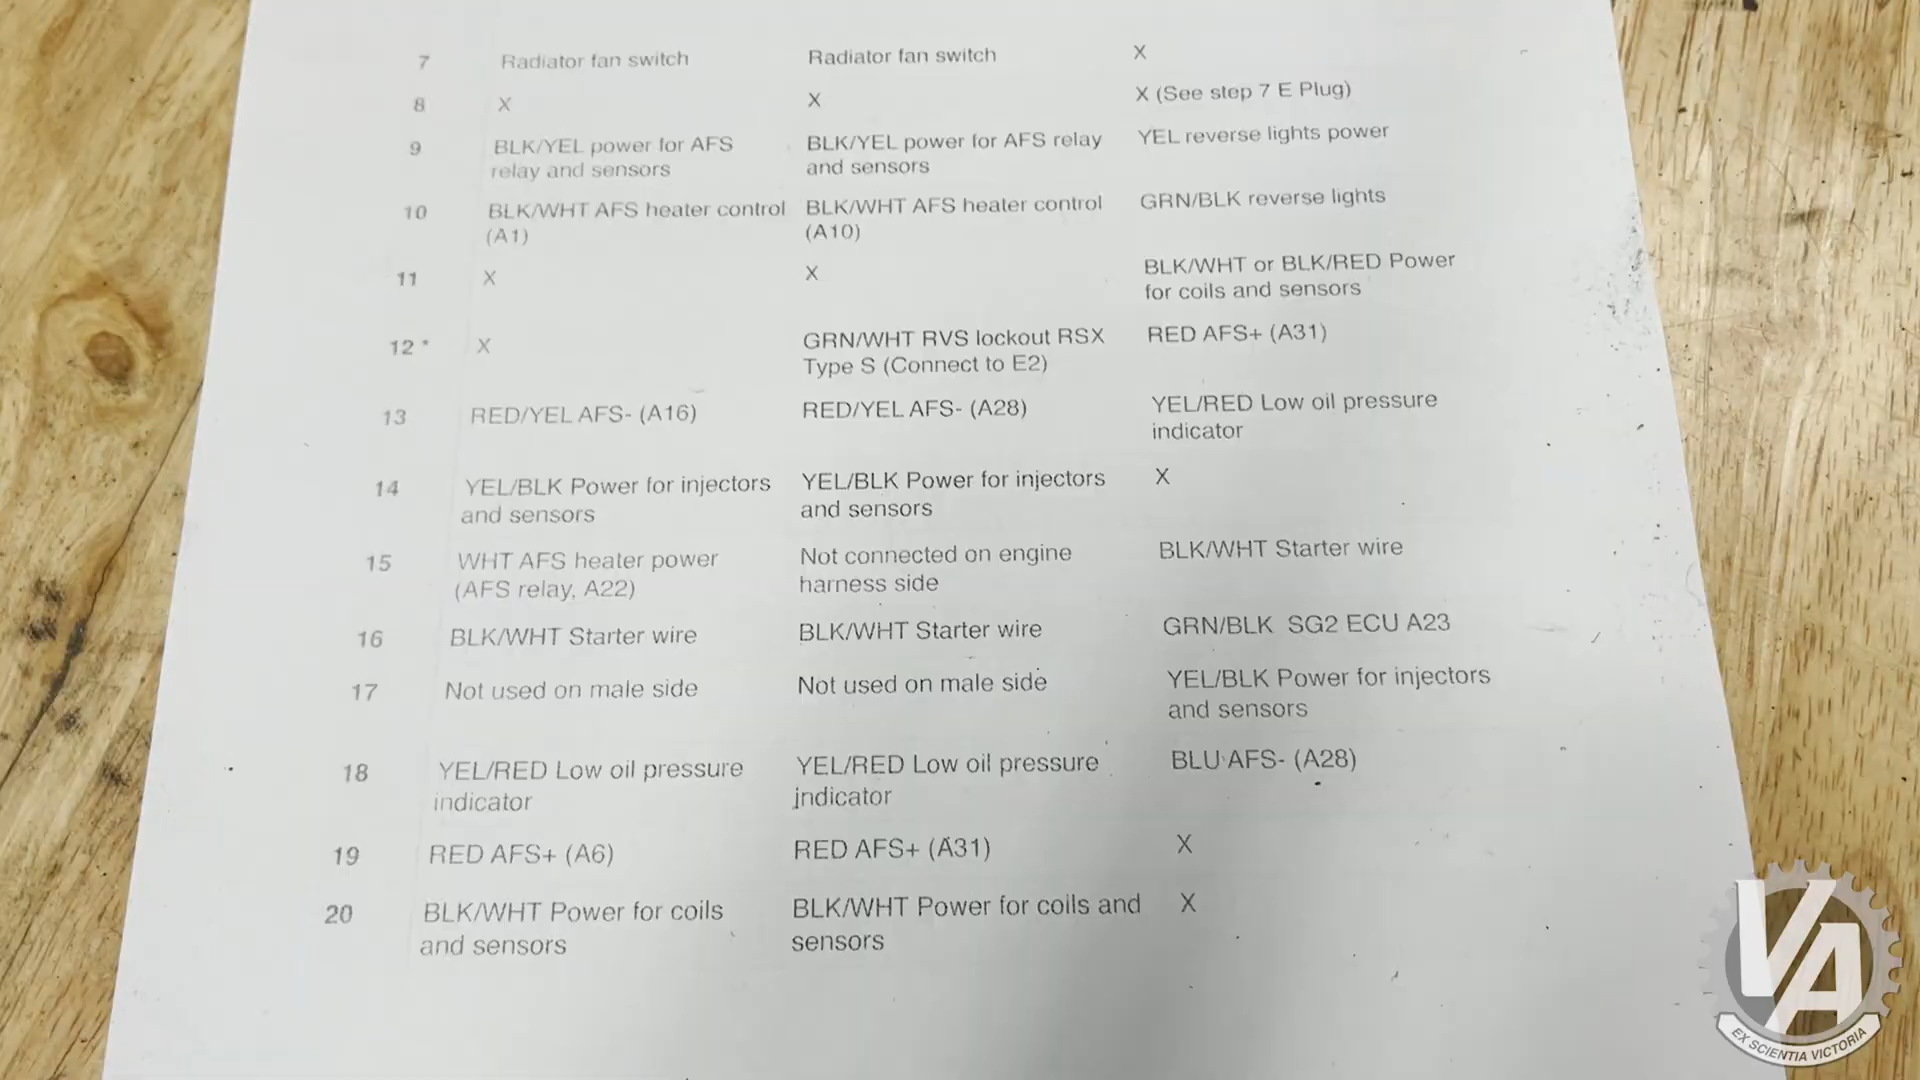 7 Radiator fan switch Radiator fan switch X
8 X X X (See step 7 E Plug)
9 BLK/YEL power for AFS BLK/YEL power for AFS relay YEL reverse lights power
relay and sensors and sensors
10 BLK/WHT AFS heater control BLK/WHT AFS heater control GRN/BLK reverse lights
(A1) (A10)
11 X X BLK/WHT or BLK/RED Power
for coils and sensors
12 * X GRN/WHT RVS lockout RSX RED AFS+ (A31)
Type S (Connect to E2)
13 RED/YEL AFS- (A16) RED/YEL AFS- (A28) YEL/RED Low oil pressure
indicator
14 YEL/BLK Power for injectors YEL/BLK Power for injectors X
and sensors and sensors
15 WHT AFS heater power Not connected on engine BLK/WHT Starter wire
(AFS relay, A22) harness side
16 BLK/WHT Starter wire BLK/WHT Starter wire GRN/BLK SG2 ECU A23
17 Not used on male side Not used on male side YEL/BLK Power for injectors
and sensors
18 YEL/RED Low oil pressure YEL/RED Low oil pressure BLU AFS- (A28)
indicator indicator
19 RED AFS+ (A6) RED AFS+ (A31) X
20 BLK/WHT Power for coils BLK/WHT Power for coils and X
and sensors sensors
VA
EX SCIENTIA VICTORIA